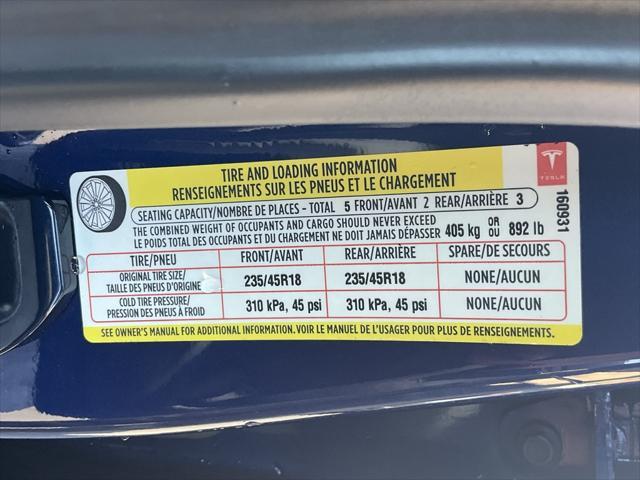 TIRE AND LOADING INFORMATION
RENSEIGNEMENTS SUR LES PNEUS ET LE CHARGEMENT
TESLA
160931
SEATING CAPACITY/NOMBRE DE PLACES - TOTAL 5 FRONT/AVANT 2 REAR/ARRIÈRE 3
THE COMBINED WEIGHT OF OCCUPANTS AND CARGO SHOULD NEVER EXCEED
LE POIDS TOTAL DES OCCUPANTS ET DU CHARGEMENT NE DOIT JAMAIS DÉPASSER 405 kg OR OU 892 lb
TIRE/PNEU FRONT/AVANT REAR/ARRIÈRE SPARE/DE SECOURS
ORIGINAL TIRE SIZE/
TAILLE DES PNEUS D'ORIGINE 235/45R18 235/45R18 NONE/AUCUN
COLD TIRE PRESSURE/
PRESSION DES PNEUS À FROID 310 kPa, 45 psi 310 kPa, 45 psi NONE/AUCUN
SEE OWNER'S MANUAL FOR ADDITIONAL INFORMATION. VOIR LE MANUEL DE L'USAGER POUR PLUS DE RENSEIGNEMENTS.